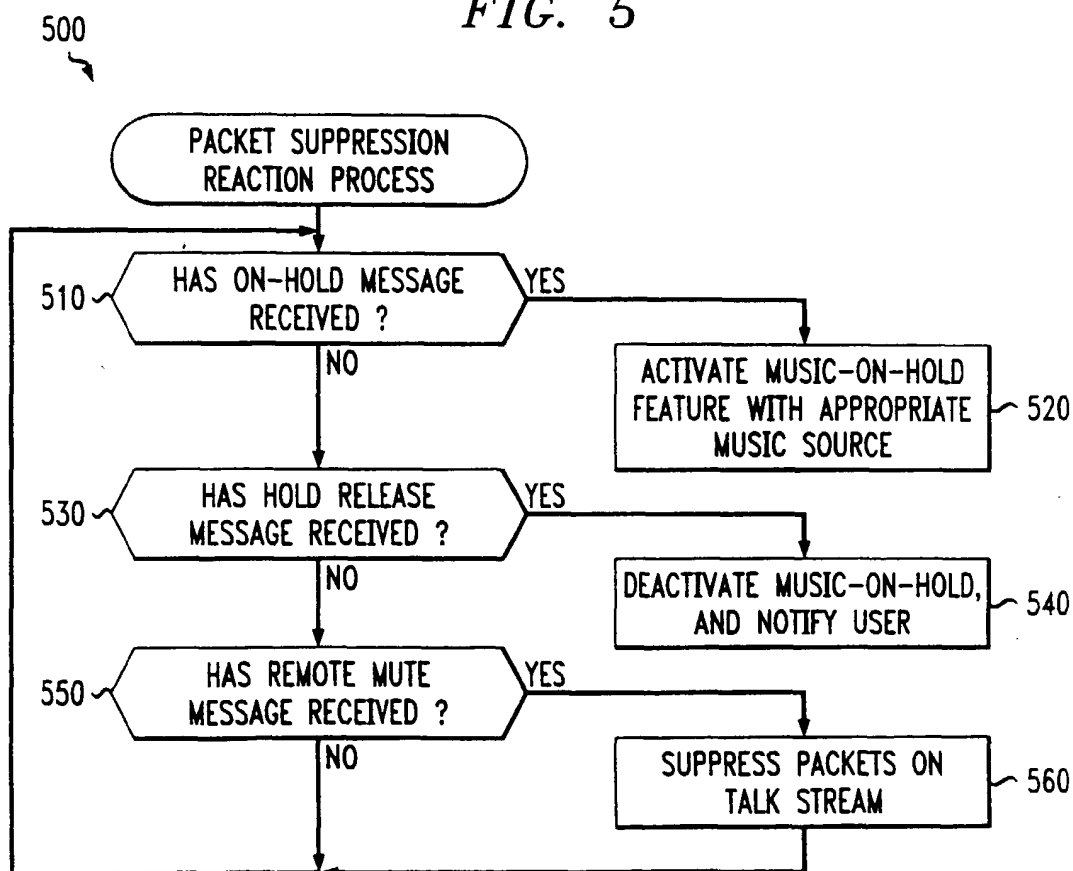 FIG. 5
500
PACKET SUPPRESSION
REACTION PROCESS
510
HAS ON-HOLD MESSAGE
RECEIVED ?
YES
NO
ACTIVATE MUSIC-ON-HOLD
FEATURE WITH APPROPRIATE
MUSIC SOURCE
520
530
HAS HOLD RELEASE
MESSAGE RECEIVED ?
YES
NO
DEACTIVATE MUSIC-ON-HOLD,
AND NOTIFY USER
540
550
HAS REMOTE MUTE
MESSAGE RECEIVED ?
YES
NO
SUPPRESS PACKETS ON
TALK STREAM
560